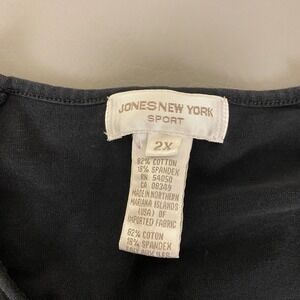 JONES NEW YORK
SPORT
2X
82% COTTON
18% SPANDEX
RN 54050
CA 08349
MADE IN NORTHERN
MARIANA ISLANDS
(USA) OF
IMPORTED FABRIC
82% COTON
18% SPANDEX